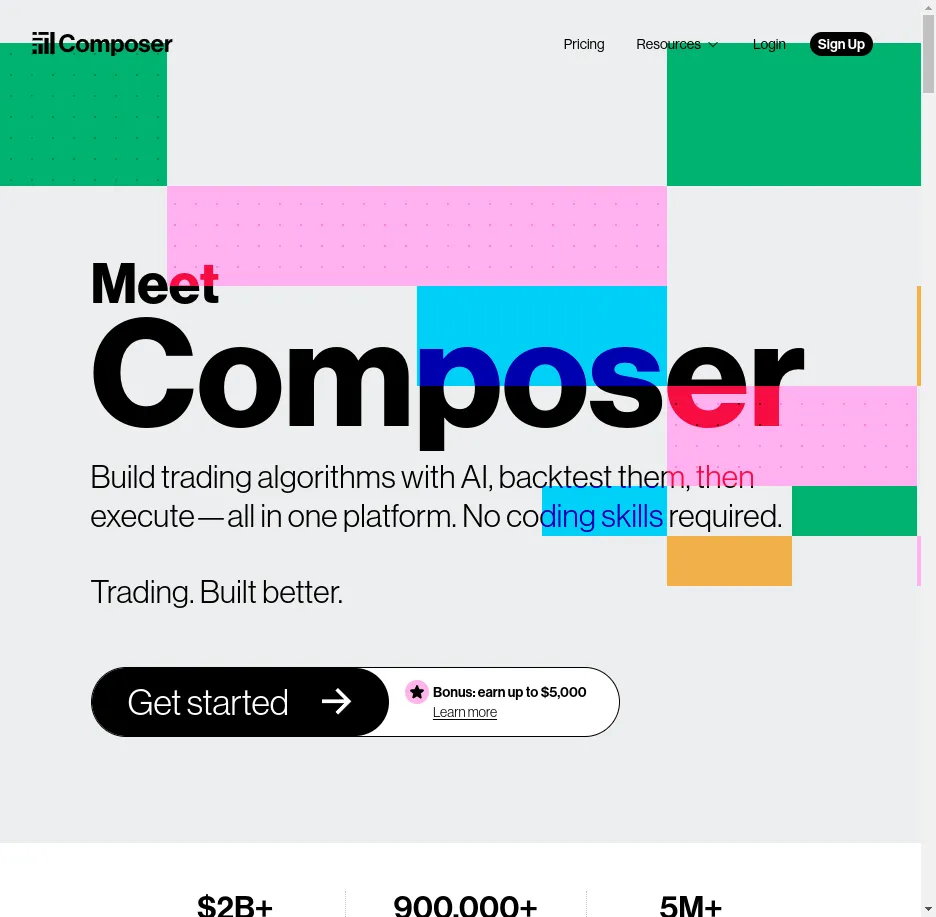 Composer
Pricing
Resources
Login
Sign Up
Meet
Composer
Build trading algorithms with AI, backtest them, then
execute—all in one platform. No coding skills required.
Trading. Built better.
Get started
Bonus: earn up to $5,000
Learn more
$2B+
900,000+
5M+